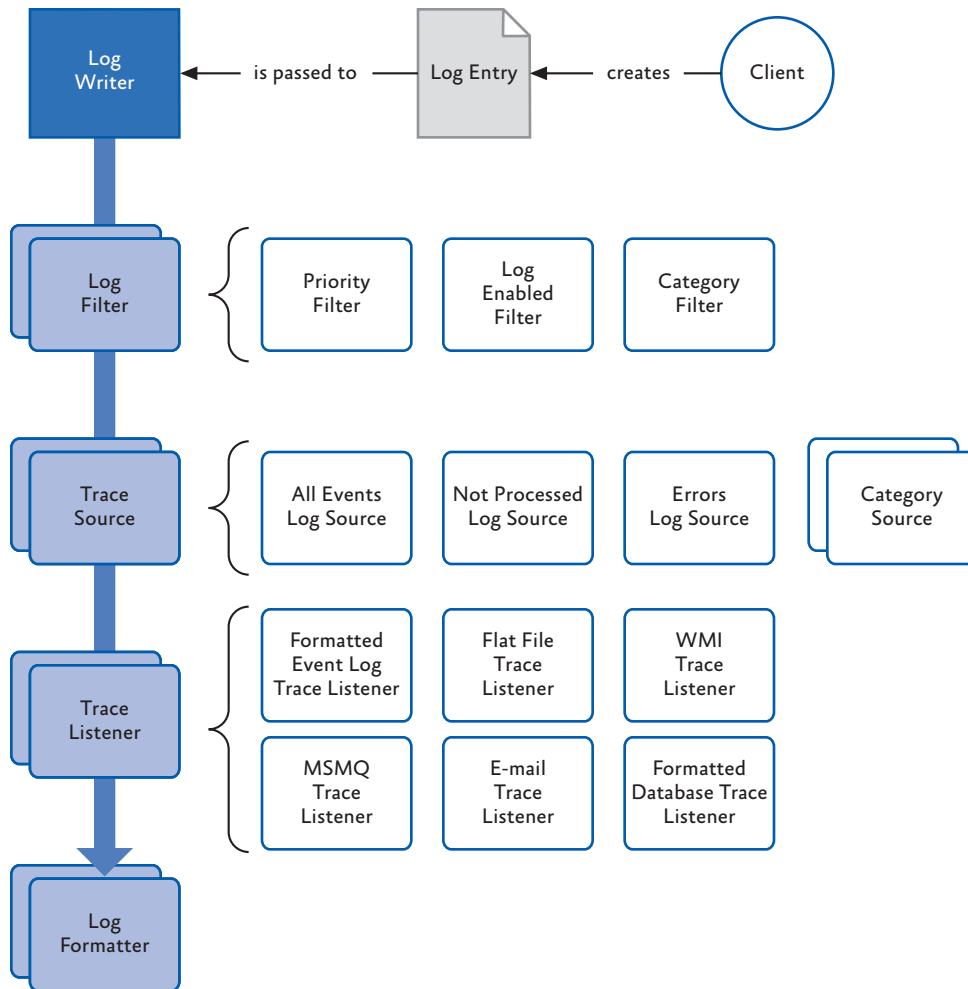 Log
Writer
is passed to
Log Entry
creates
Client
Log
Filter
Priority
Filter
Log
Enabled
Filter
Category
Filter
Trace
Source
All Events
Log Source
Not Processed
Log Source
Errors
Log Source
Category
Source
Trace
Listener
Formatted
Event Log
Trace Listener
Flat File
Trace
Listener
WMI
Trace
Listener
MSMQ
Trace
Listener
E-mail
Trace
Listener
Formatted
Database Trace
Listener
Log
Formatter